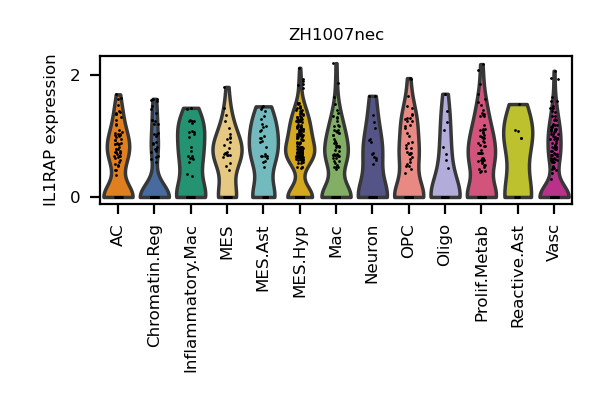 ZH1007nec
IL1RAP expression
2
0
AC
Chromatin.Reg
Inflammatory.Mac
MES
MES.Ast
MES.Hyp
Mac
Neuron
OPC
Oligo
Prolif.Metab
Reactive.Ast
Vasc